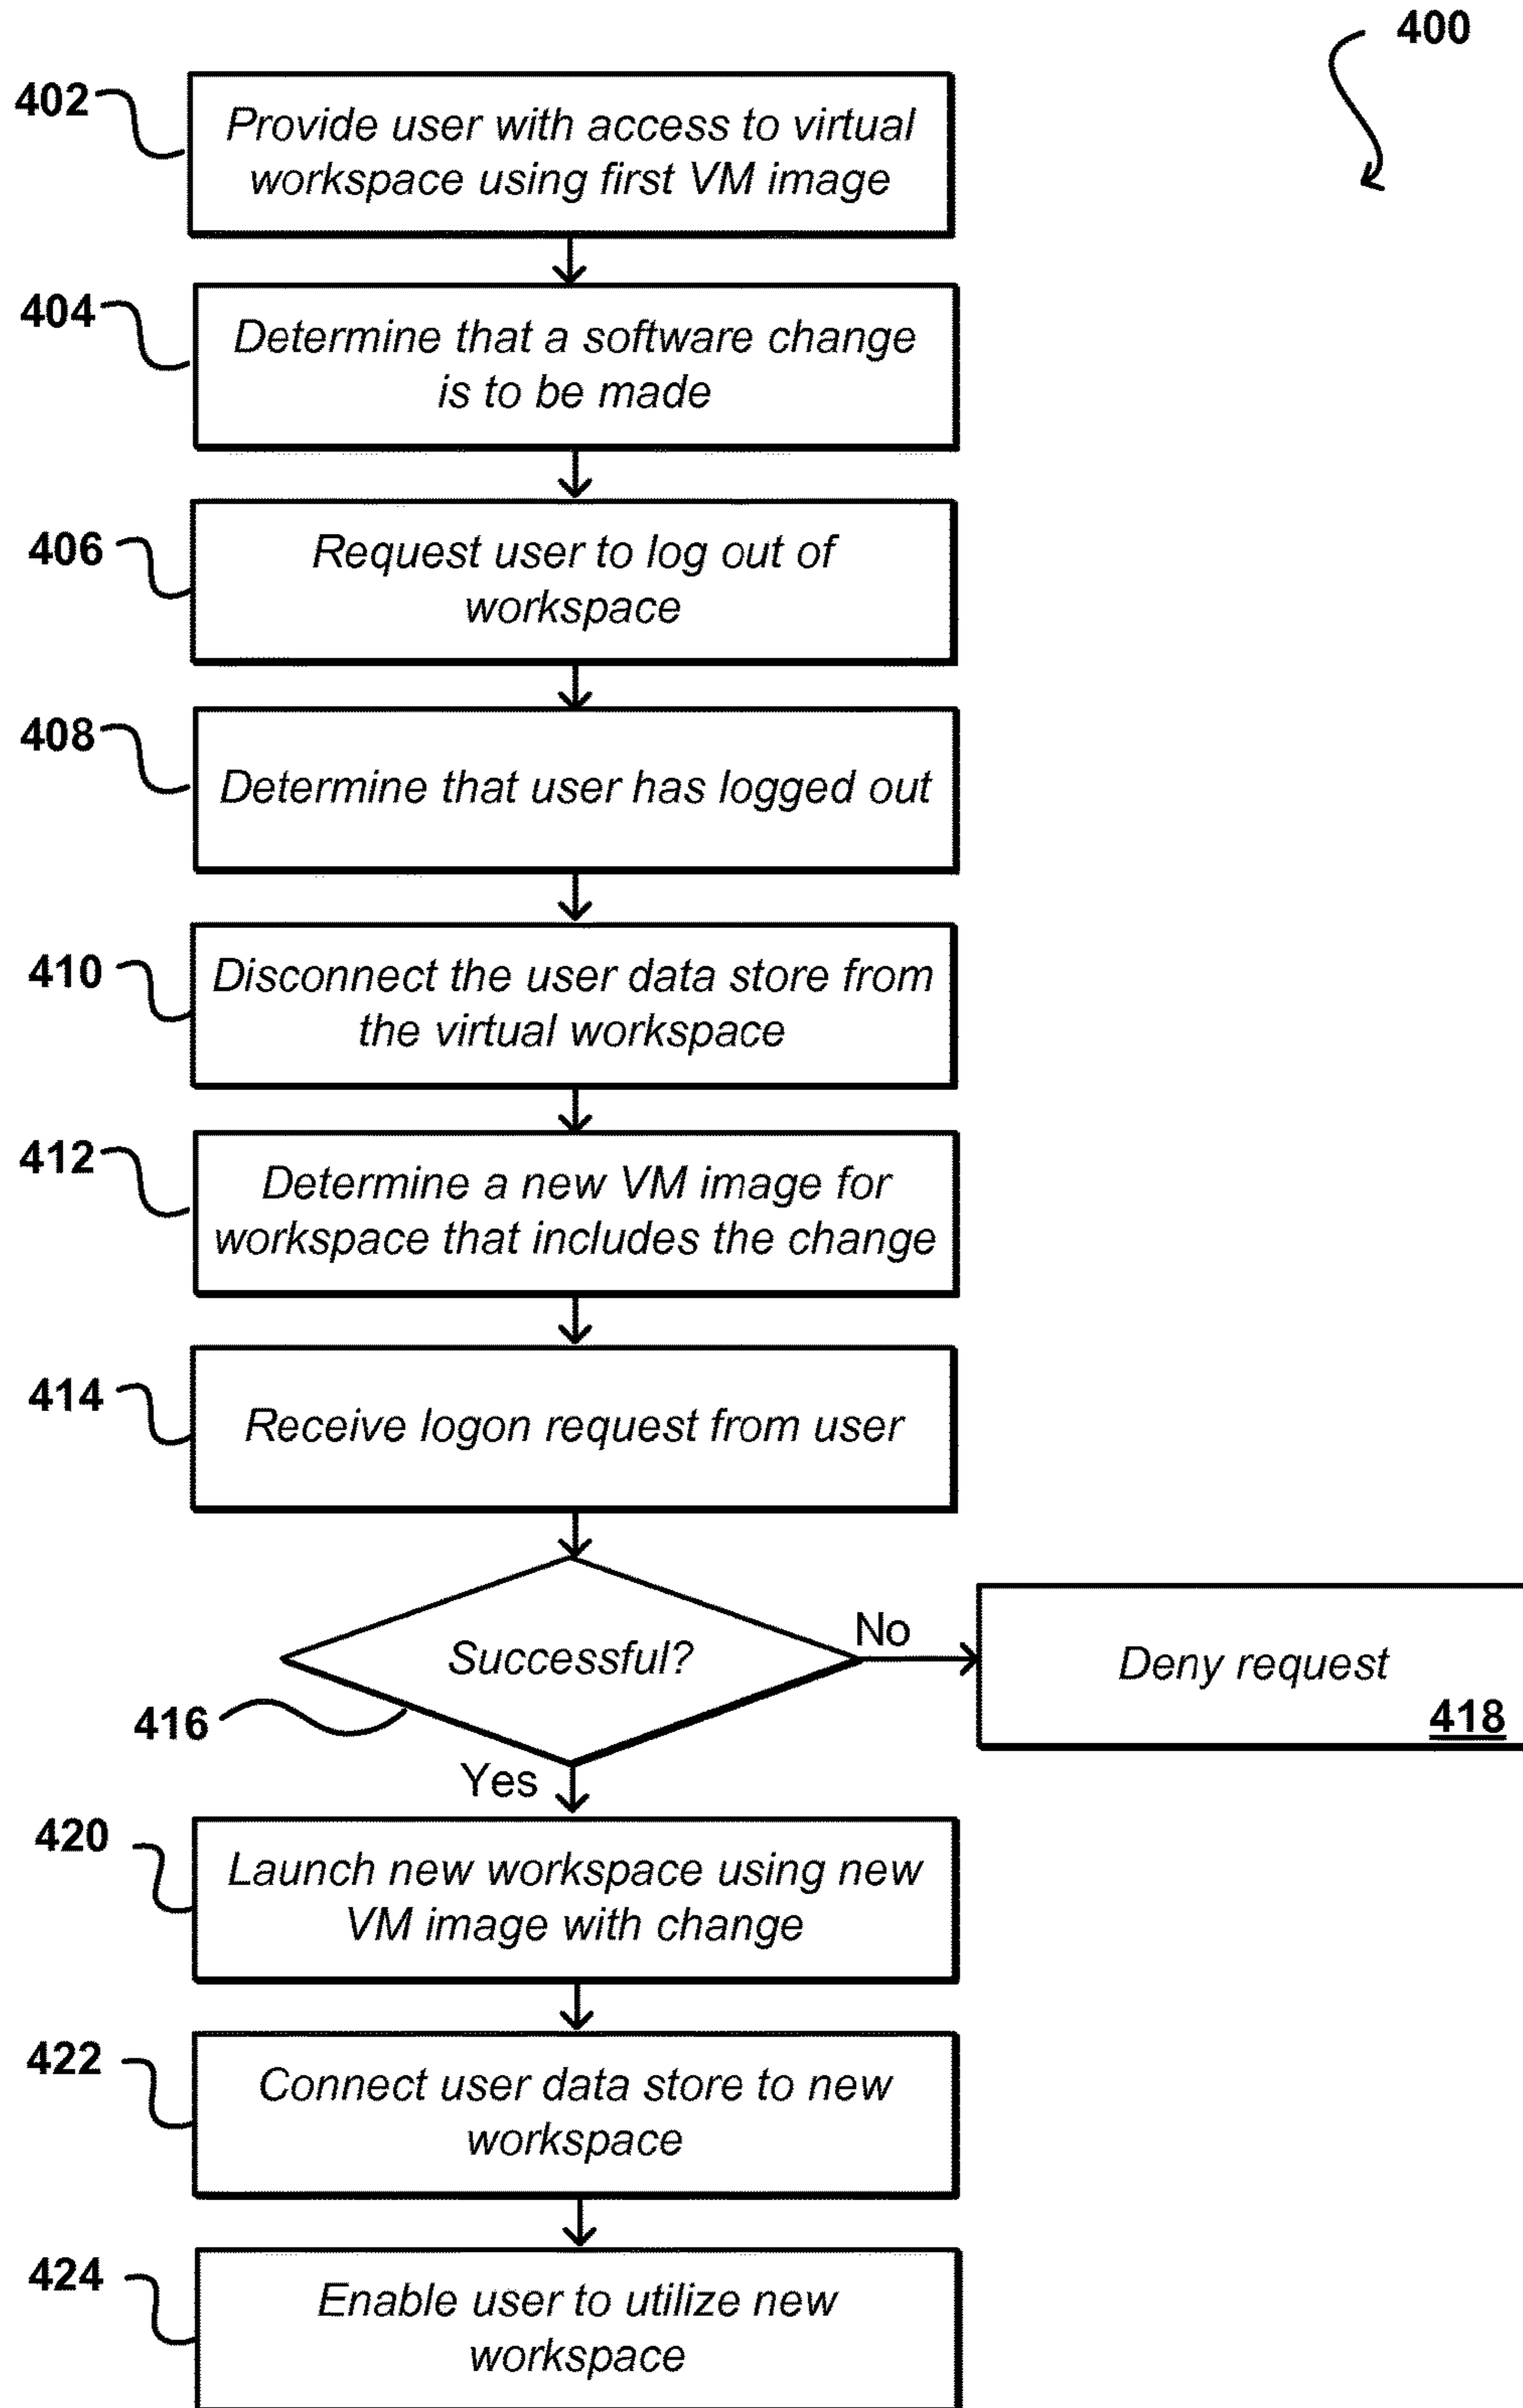 400
402
Provide user with access to virtual
workspace using first VM image
404
Determine that a software change
is to be made
406
Request user to log out of
workspace
408
Determine that user has logged out
410
Disconnect the user data store from
the virtual workspace
412
Determine a new VM image for
workspace that includes the change
414
Receive logon request from user
Successful?
No
Deny request
418
416
Yes
420
Launch new workspace using new
VM image with change
422
Connect user data store to new
workspace
424
Enable user to utilize new
workspace